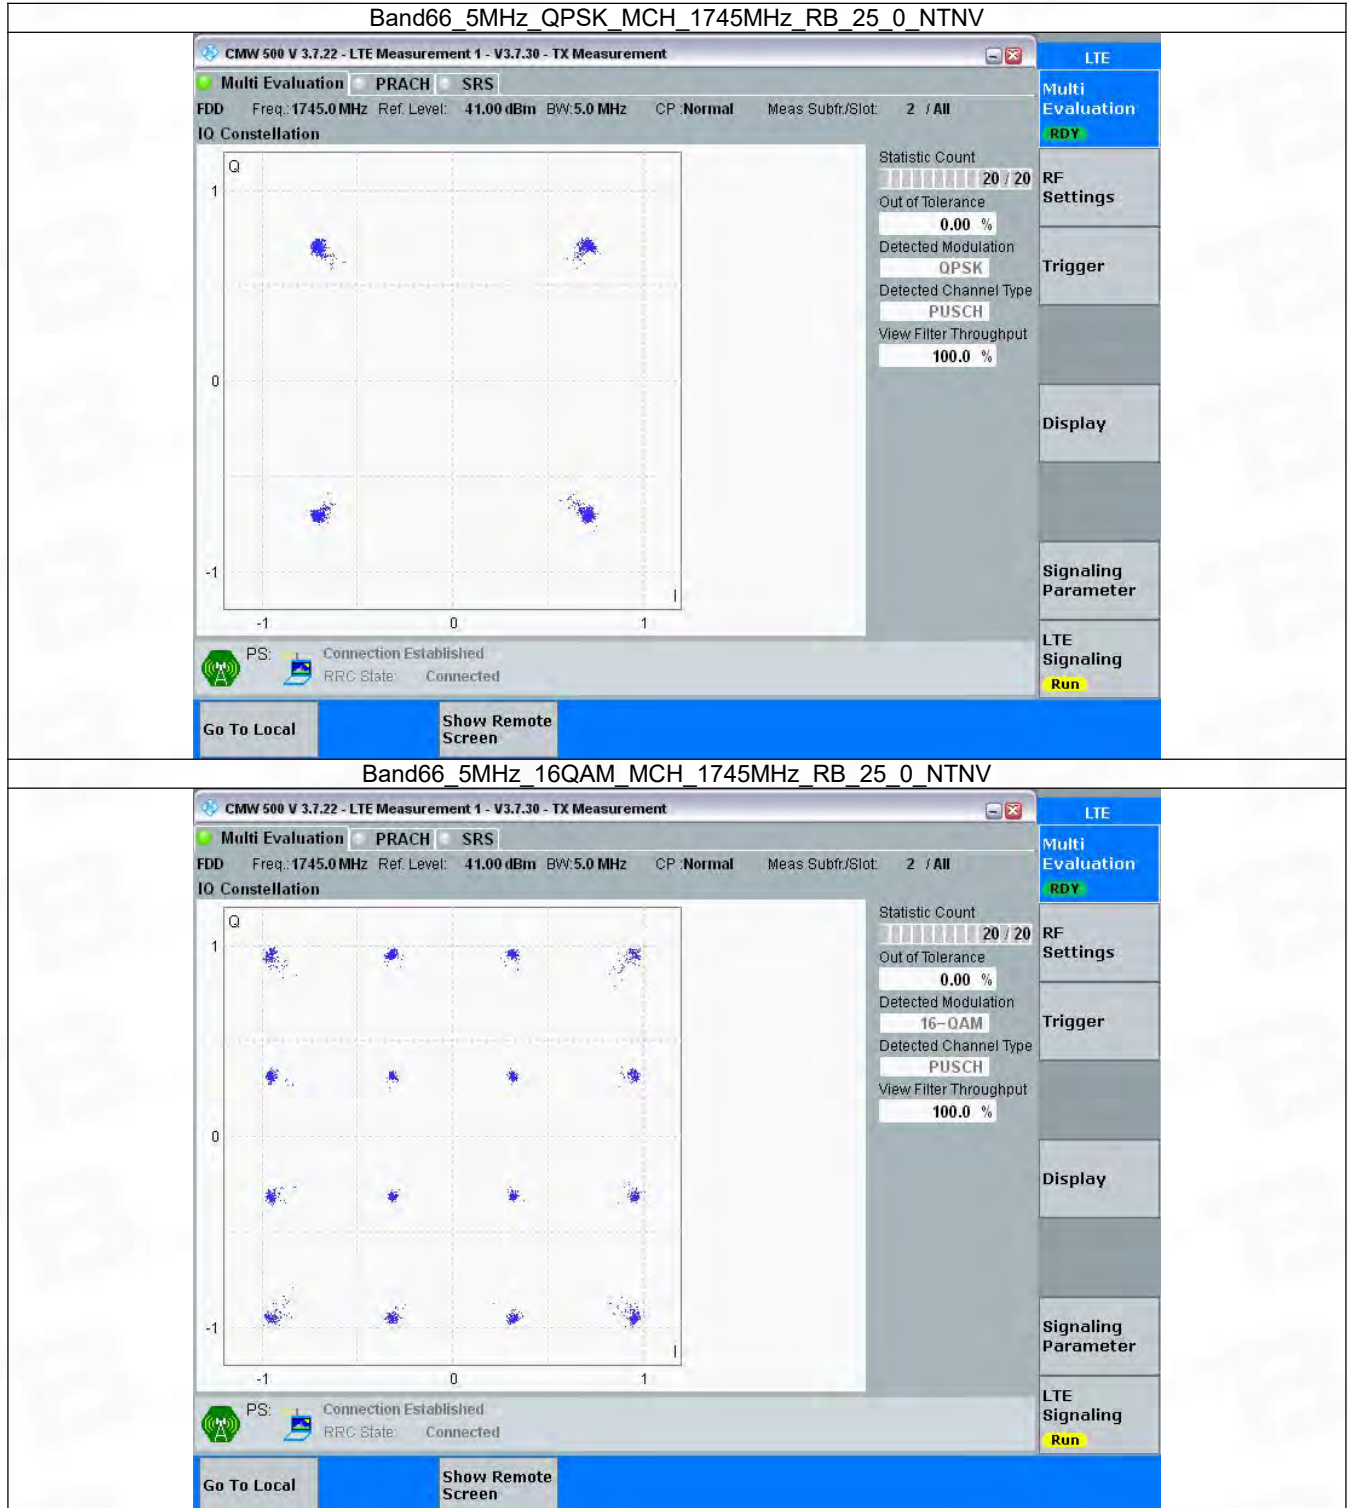 Band66_5MHz_QPSK_MCH_1745MHz_RB_25_0_NTNV
CMW 500 V 3.7.22 - LTE Measurement 1 - V3.7.30 - TX Measurement
LTE
Multi Evaluation PRACH SRS
Multi
Evaluation
RDY
FDD Freq.: 1745.0 MHz Ref. Level: 41.00 dBm BW: 5.0 MHz CP : Normal Meas Subfr./Slot: 2 / All
IQ Constellation
Q
1
0
-1
-1 0 1
I
Statistic Count
20 / 20
Out of Tolerance
0.00 %
Detected Modulation
QPSK
Detected Channel Type
PUSCH
View Filter Throughput
100.0 %
RF
Settings
Trigger
Display
Signaling
Parameter
LTE
Signaling
Run
PS: Connection Established
RRC State: Connected
Go To Local
Show Remote
Screen
Band66_5MHz_16QAM_MCH_1745MHz_RB_25_0_NTNV
CMW 500 V 3.7.22 - LTE Measurement 1 - V3.7.30 - TX Measurement
LTE
Multi Evaluation PRACH SRS
Multi
Evaluation
RDY
FDD Freq.: 1745.0 MHz Ref. Level: 41.00 dBm BW: 5.0 MHz CP : Normal Meas Subfr./Slot: 2 / All
IQ Constellation
Q
1
0
-1
-1 0 1
I
Statistic Count
20 / 20
Out of Tolerance
0.00 %
Detected Modulation
16-QAM
Detected Channel Type
PUSCH
View Filter Throughput
100.0 %
RF
Settings
Trigger
Display
Signaling
Parameter
LTE
Signaling
Run
PS: Connection Established
RRC State: Connected
Go To Local
Show Remote
Screen